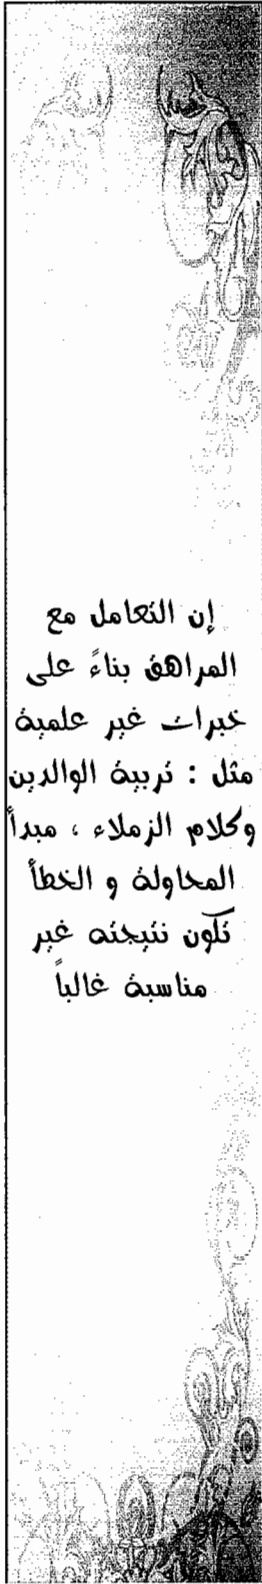 إن التعامل مع
المراهق بناءً على
خبرات غير علمية
مثل : تربية الوالدين
وكلام الزملاء ، مبدأ
المحاولة و الخطأ
تكون نتيجته غير
مناسبة غالباً